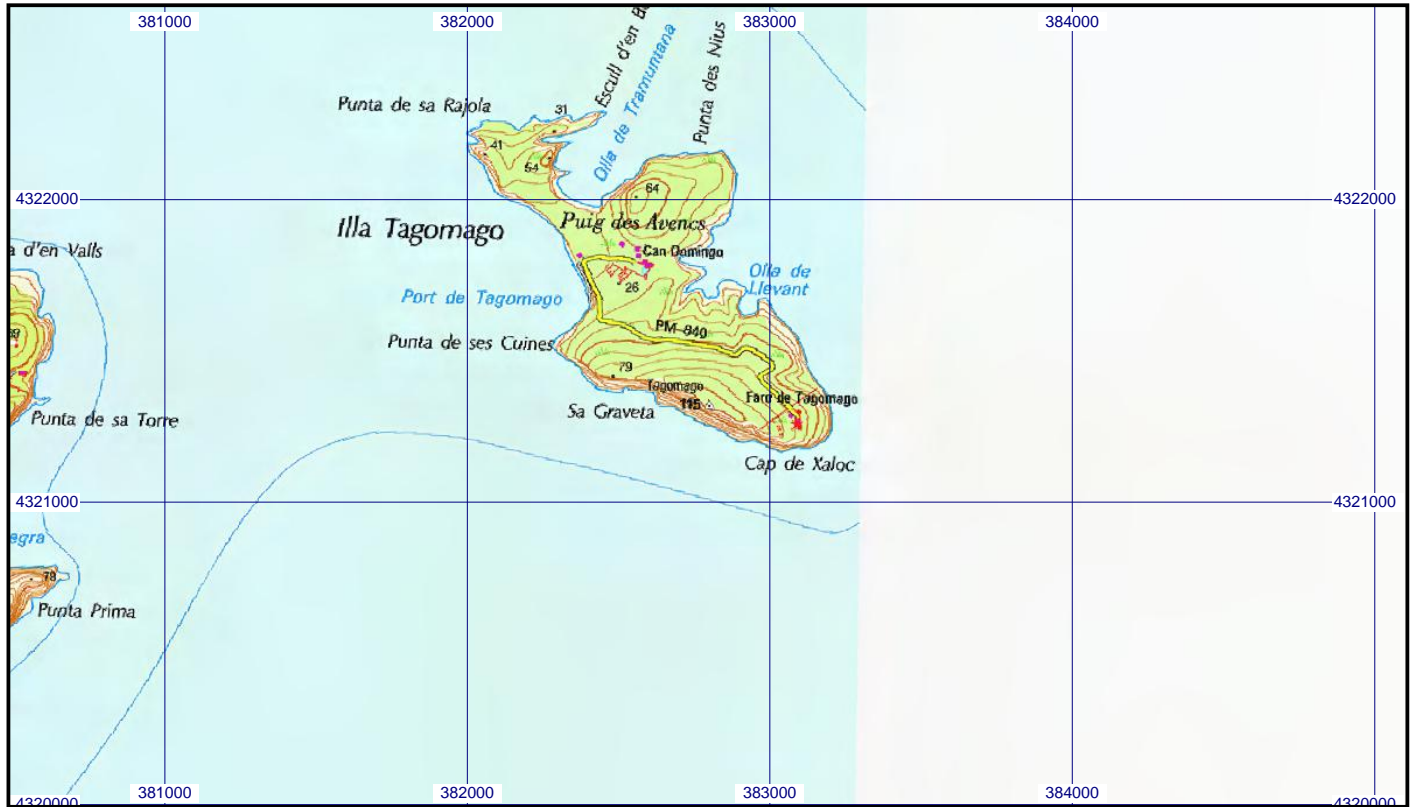 381000
382000
383000
384000
Escull d'en
Olla de Tramuntana
Punta des Nius
Punta de sa Rajola
31
41
54
64
4322000
4322000
Illa Tagomago
Puig des Avencs
a d'en Valls
Can Domingo
Olla de
Llevant
26
Port de Tagomago
PM-840
Punta de ses Cuines
79
Tagomago
115
Faro de Tagomago
Sa Graveta
Punta de sa Torre
Cap de Xaloc
4321000
4321000
egra
78
Punta Prima
4320000
381000
382000
383000
384000
4320000